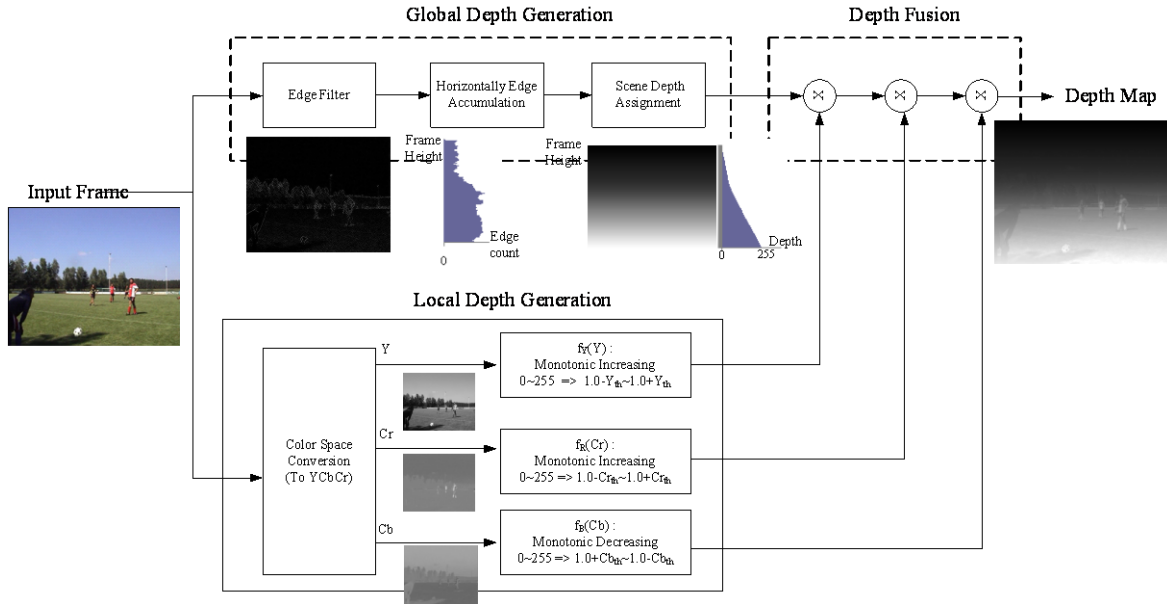 Global Depth Generation
Depth Fusion
Edge Filter
Horizontally Edge
Accumulation
Scene Depth
Assignment
Depth Map
Frame
Height
Edge
count
0
Frame
Height
Depth
0
255
Input Frame
Local Depth Generation
Color Space
Conversion
(To YCbCr)
Y
fY(Y) :
Monotonic Increasing
0~255 => 1.0-Yth~1.0+Yth
Cr
fR(Cr) :
Monotonic Increasing
0~255 => 1.0-Crth~1.0+Crth
Cb
fB(Cb) :
Monotonic Decreasing
0~255 => 1.0+Cbth~1.0-Cbth